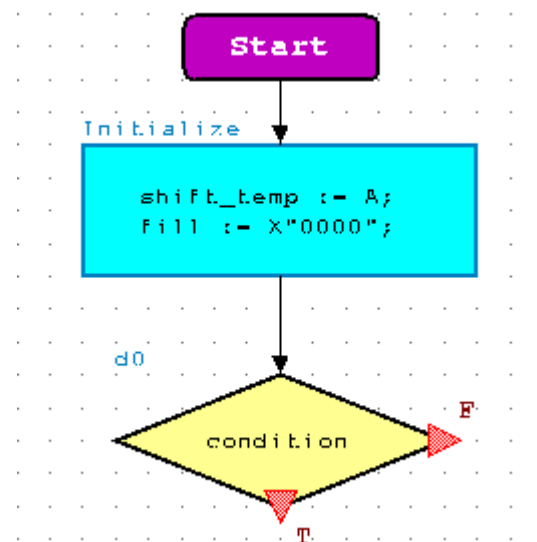 Start
Initialize
shift_temp := A;
fill := X"0000";
d0
F
condition
T